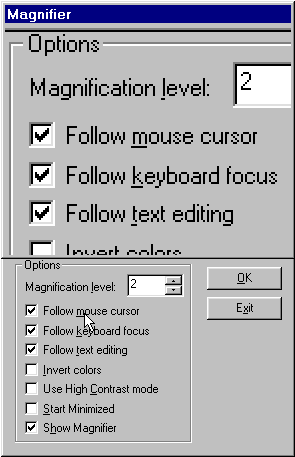 Magnifier
Options
Magnification level: 2
Follow mouse cursor
Follow keyboard focus
Follow text editing
Invert colors
Options
Magnification level: 2
OK
Follow mouse cursor
Exit
Follow keyboard focus
Follow text editing
Invert colors
Use High Contrast mode
Start Minimized
Show Magnifier